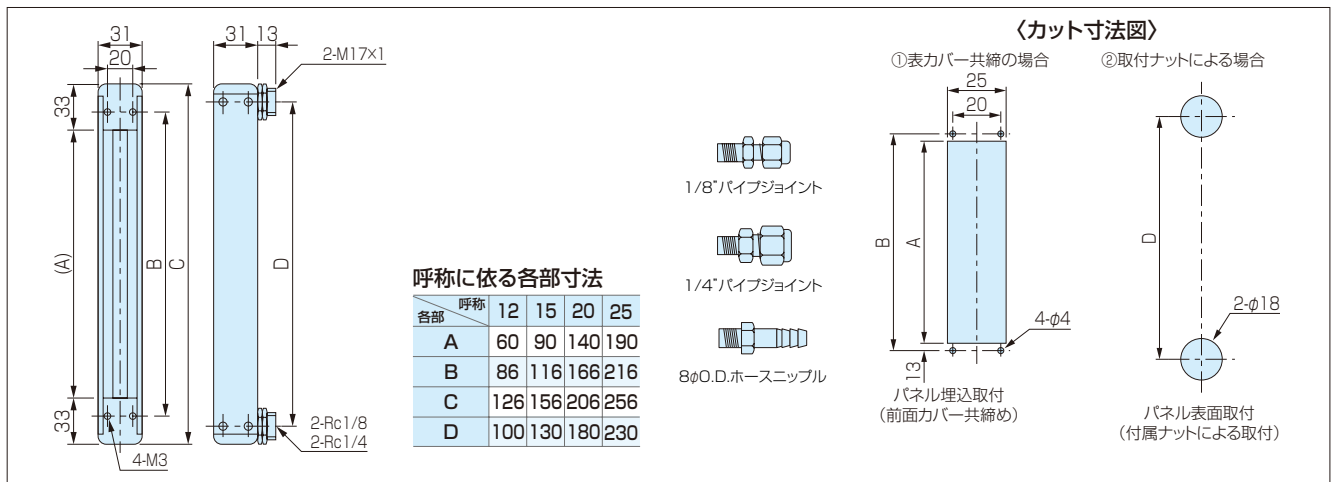 31
20
33
(A)
33
B
C
4-M3
31
13
2-M17×1
D
2-Rc1/8
2-Rc1/4
呼称に依る各部寸法
呼称
各部
12 15 20 25
A 60 90 140 190
B 86 116 166 216
C 126 156 206 256
D 100 130 180 230
1/8"パイプジョイント
1/4"パイプジョイント
8φO.D.ホースニップル
〈カット寸法図〉
①表カバー共締の場合
25
20
B
A
13
4-φ4
パネル埋込取付
(前面カバー共締め)
②取付ナットによる場合
D
2-φ18
パネル表面取付
(付属ナットによる取付)